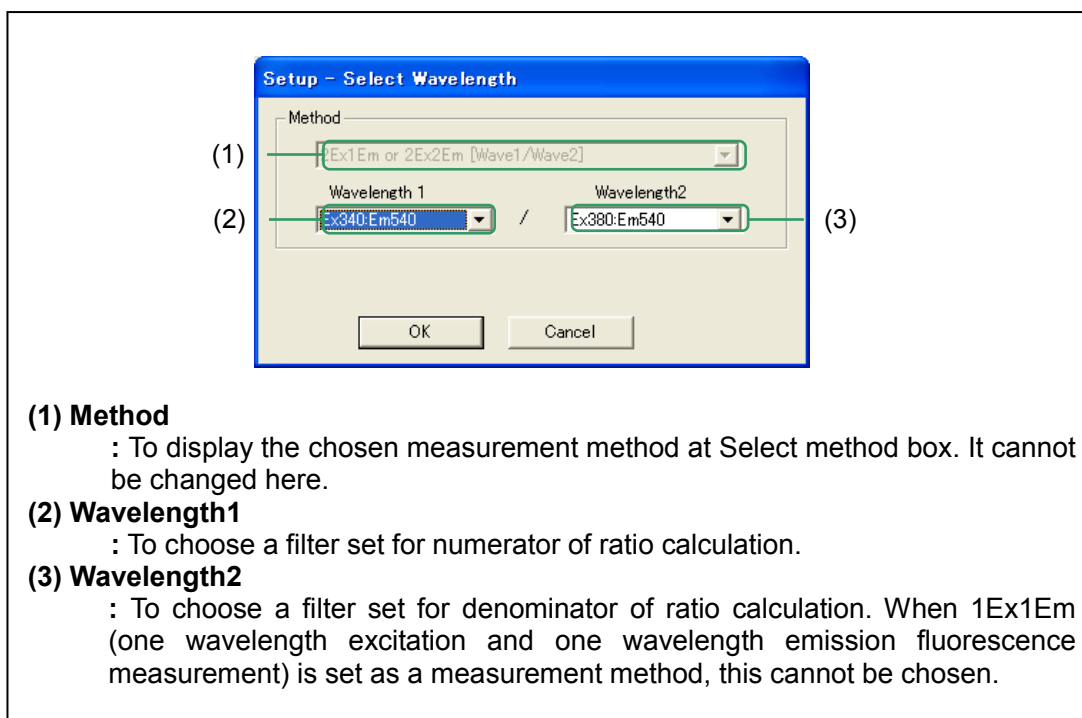 Setup - Select Wavelength
Method
(1)
2Ex1Em or 2Ex2Em [Wave1/Wave2]
Wavelength 1
Wavelength2
(2)
Ex340:Em540
/
Ex380:Em540
(3)
OK
Cancel
(1) Method
: To display the chosen measurement method at Select method box. It cannot
be changed here.
(2) Wavelength1
: To choose a filter set for numerator of ratio calculation.
(3) Wavelength2
: To choose a filter set for denominator of ratio calculation. When 1Ex1Em
(one wavelength excitation and one wavelength emission fluorescence
measurement) is set as a measurement method, this cannot be chosen.